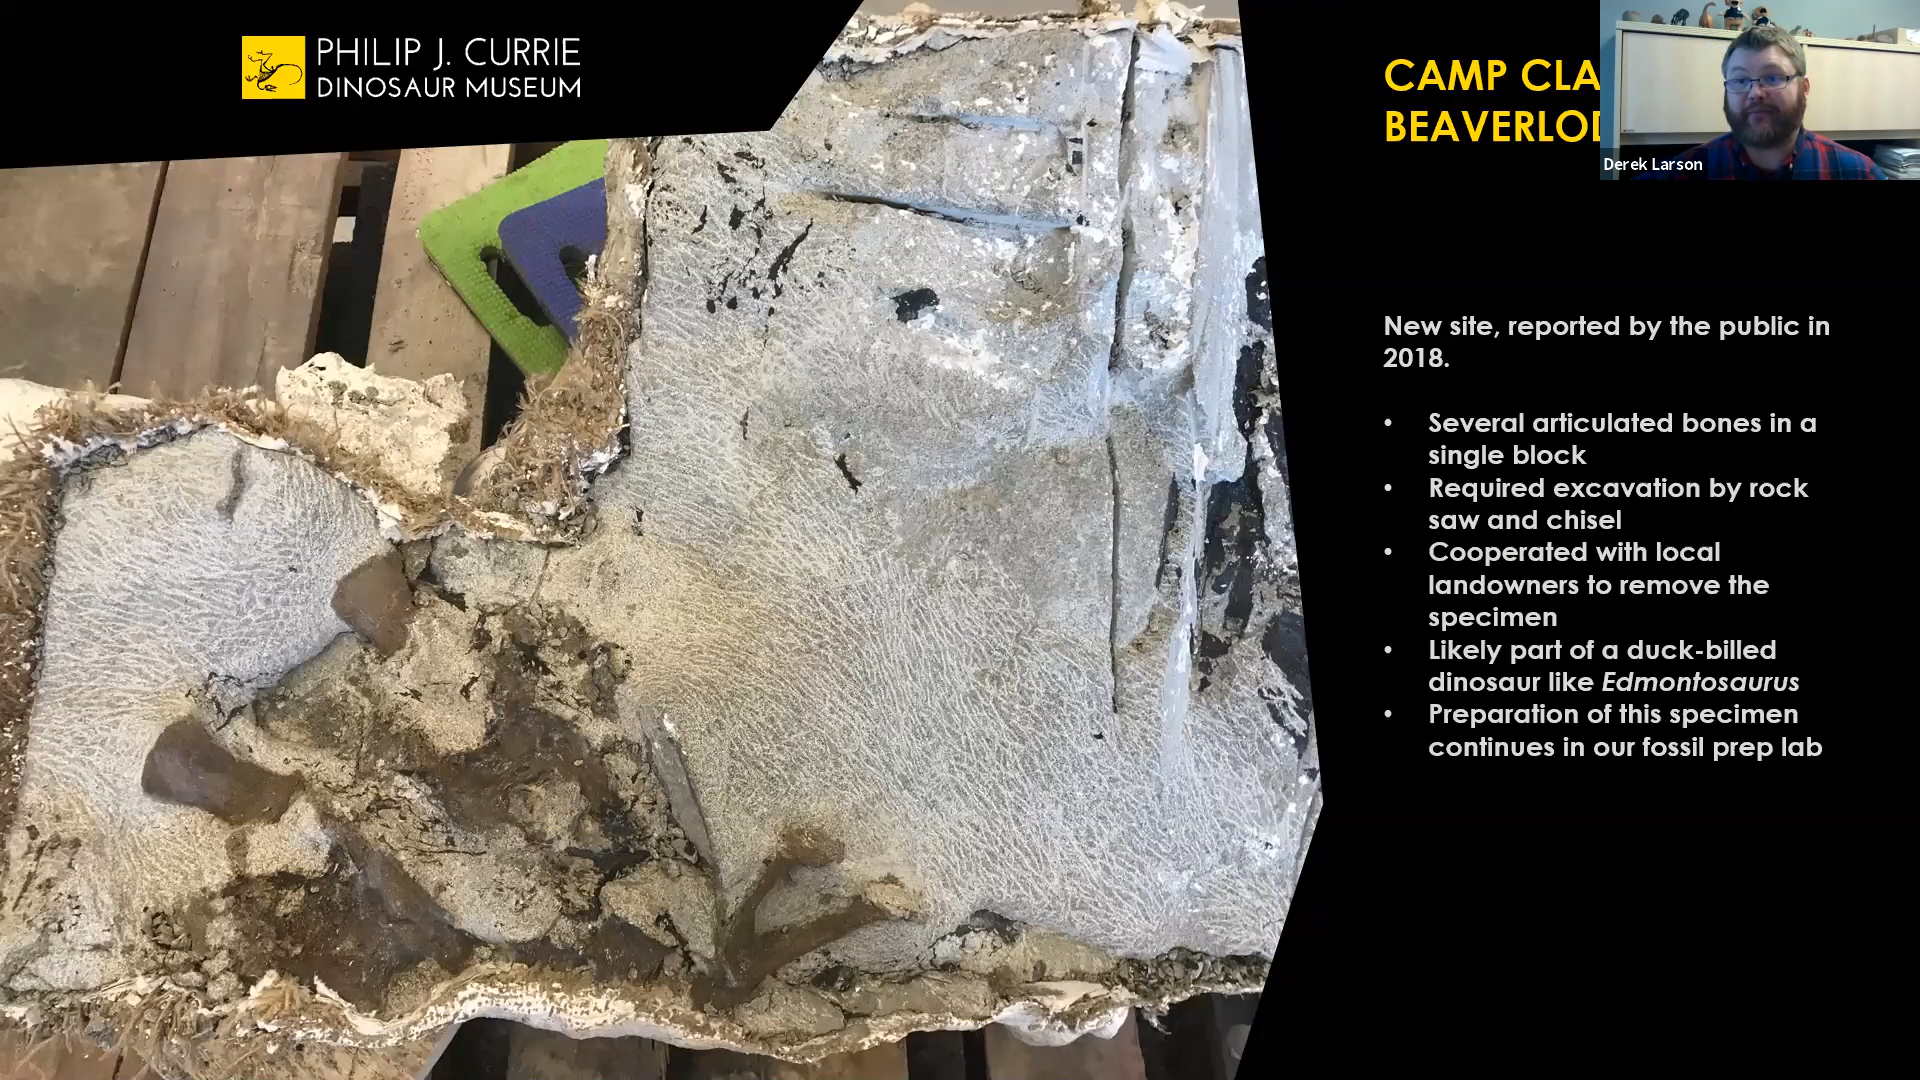 PHILIP J. CURRIE
DINOSAUR MUSEUM
CAMP
Derek Larson
New site, reported by the public in
2018.
• Several articulated bones in a
single block
• Required excavation by rock
saw and chisel
• Cooperated with local
landowners to remove the
specimen
• Likely part of a duck-billed
dinosaur like Edmontosaurus
• Preparation of this specimen
continues in our fossil prep lab